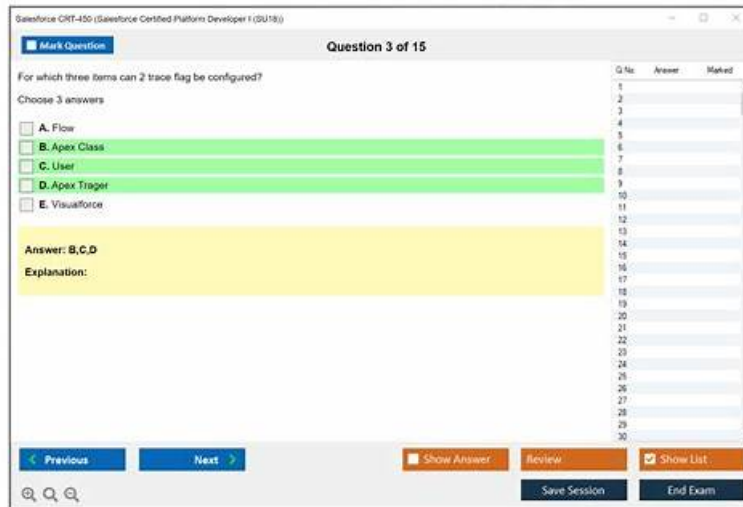 Salesforce CRT-450 (Salesforce Certified Platform Developer I (SU18))
Mark Question
Question 3 of 15
For which three items can 2 trace flag be configured?
Choose 3 answers
A. Flow
B. Apex Class
C. User
D. Apex Trager
E. Visualforce
Answer: B,C,D
Explanation:
Q No. Answer Marked
1
2
3
4
5
6
7
8
9
10
11
12
13
14
15
16
17
18
19
20
21
22
23
24
25
26
27
28
29
30
Previous Next Show Answer Review Show List
Save Session End Exam